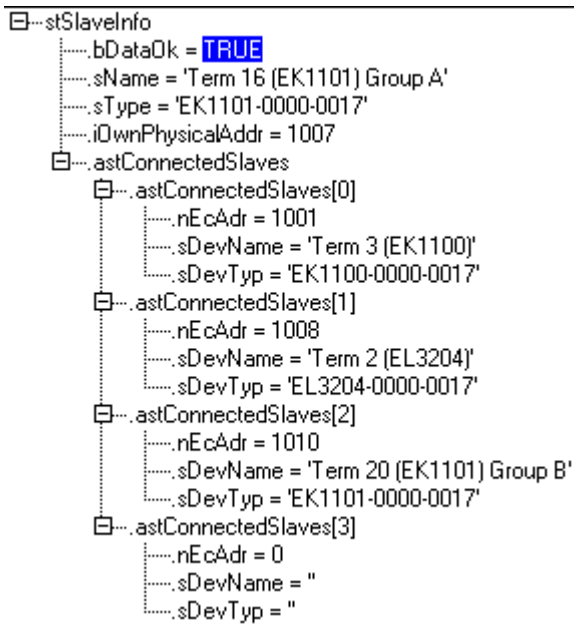 stSlaveInfo
.bDataOk = TRUE
.sName = 'Term 16 (EK1101) Group A'
.sType = 'EK1101-0000-0017'
.iOwnPhysicalAddr = 1007
.astConnectedSlaves
.astConnectedSlaves[0]
.nEcAdr = 1001
.sDevName = 'Term 3 (EK1100)'
.sDevTyp = 'EK1100-0000-0017'
.astConnectedSlaves[1]
.nEcAdr = 1008
.sDevName = 'Term 2 (EL3204)'
.sDevTyp = 'EL3204-0000-0017'
.astConnectedSlaves[2]
.nEcAdr = 1010
.sDevName = 'Term 20 (EK1101) Group B'
.sDevTyp = 'EK1101-0000-0017'
.astConnectedSlaves[3]
.nEcAdr = 0
.sDevName = ''
.sDevTyp = ''